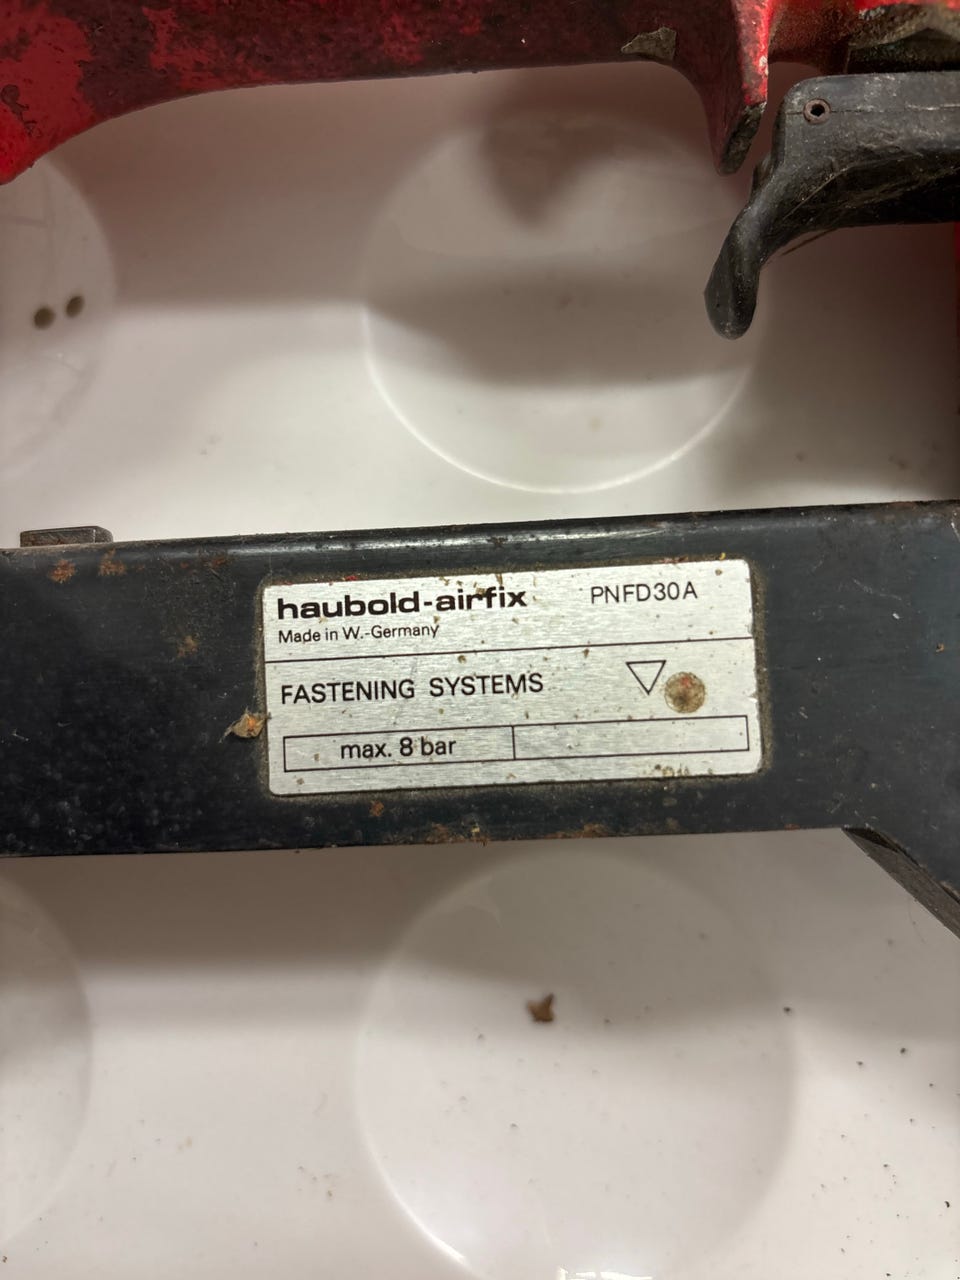 haubold-airfix PNFD30A
Made in W.-Germany
FASTENING SYSTEMS
max. 8 bar